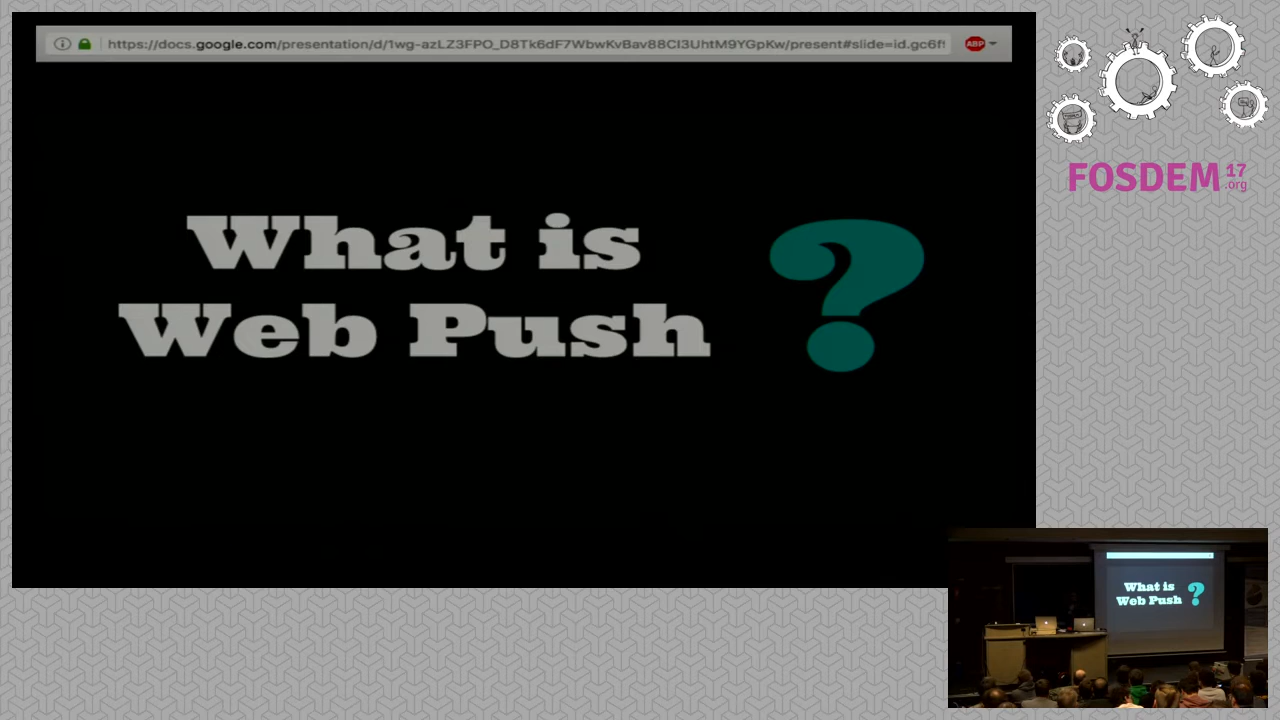 https://docs.google.com/presentation/d/1wg-azLZ3FPO_D8Tk6dF7WbwKvBav88CI3UhtM9YGpKw/present#slide=id.gc6f
ABP
What is
Web Push
?
FOSDEM 17
.org
What is
Web Push ?